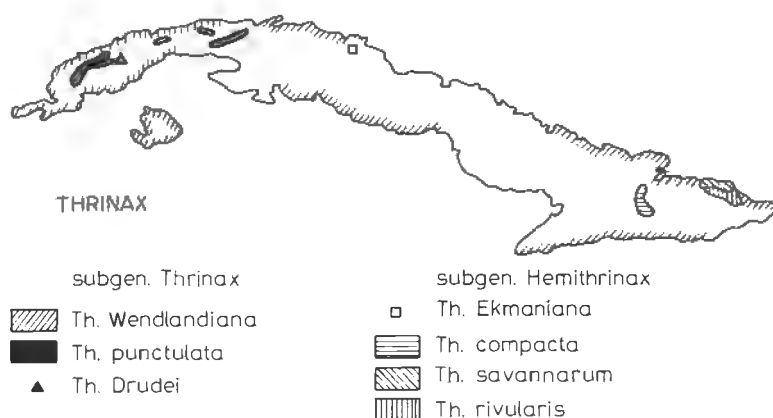 THRINAX
subgen. Thrinax
Th. Wendlandiana
Th. punctulata
Th. Drudei
subgen. Hemithrinax
Th. Ekmaniana
Th. compacta
Th. savannarum
Th. rivularis